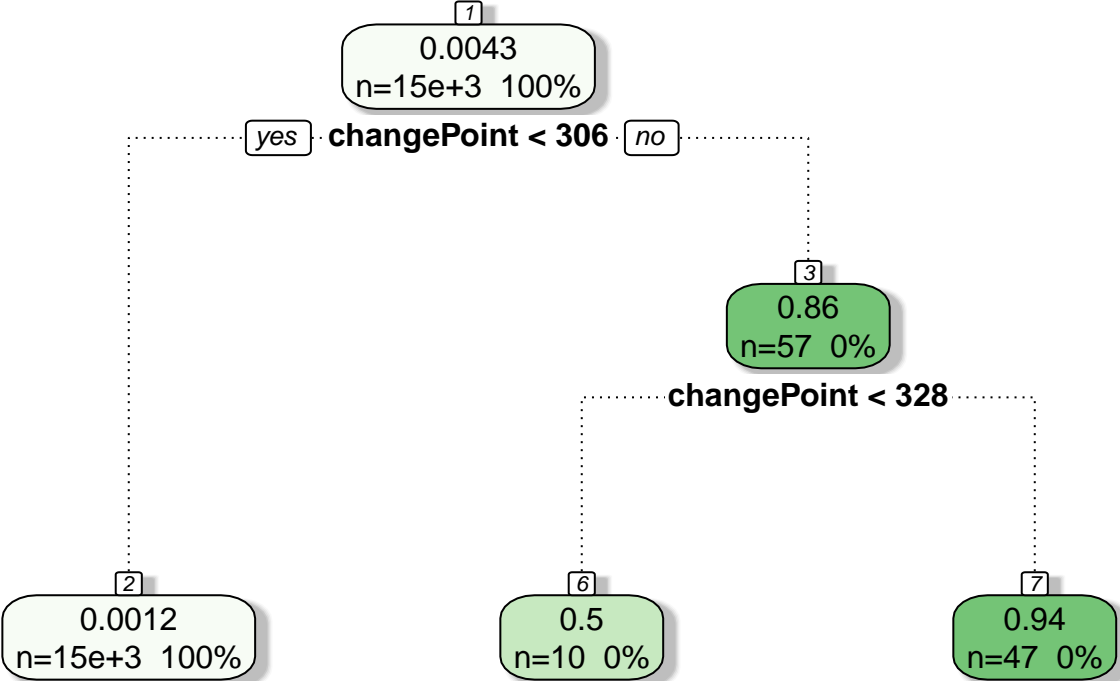 1
0.0043
n=15e+3 100%
yes changePoint < 306 no
3
0.86
n=57 0%
changePoint < 328
2
0.0012
n=15e+3 100%
6
0.5
n=10 0%
7
0.94
n=47 0%